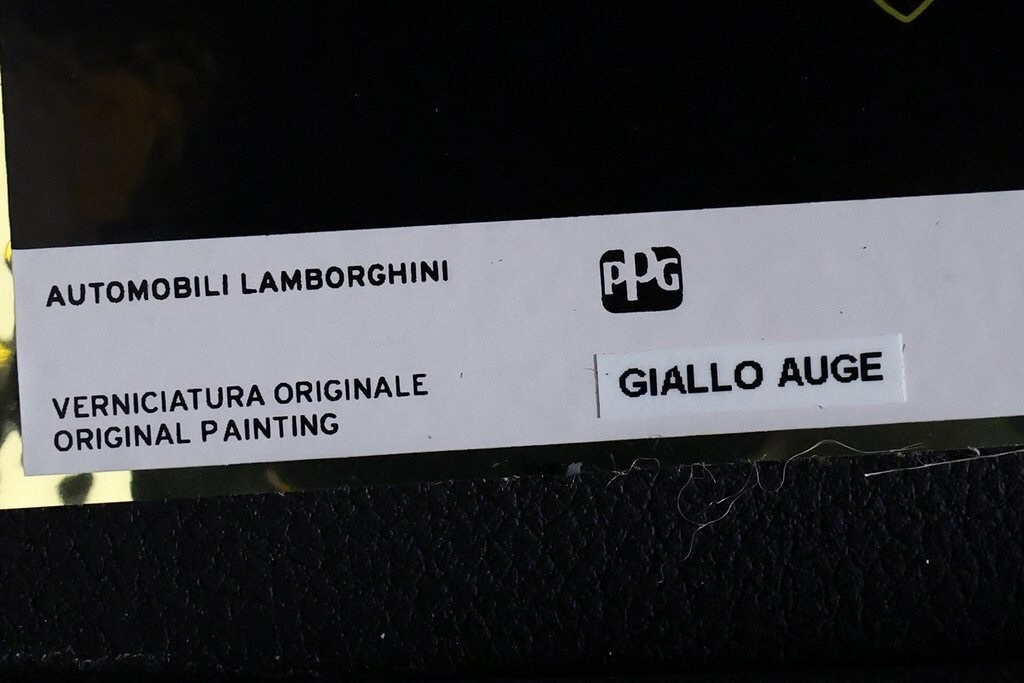 AUTOMOBILI LAMBORGHINI
PPG
VERNICIATURA ORIGINALE
ORIGINAL PAINTING
GIALLO AUGE